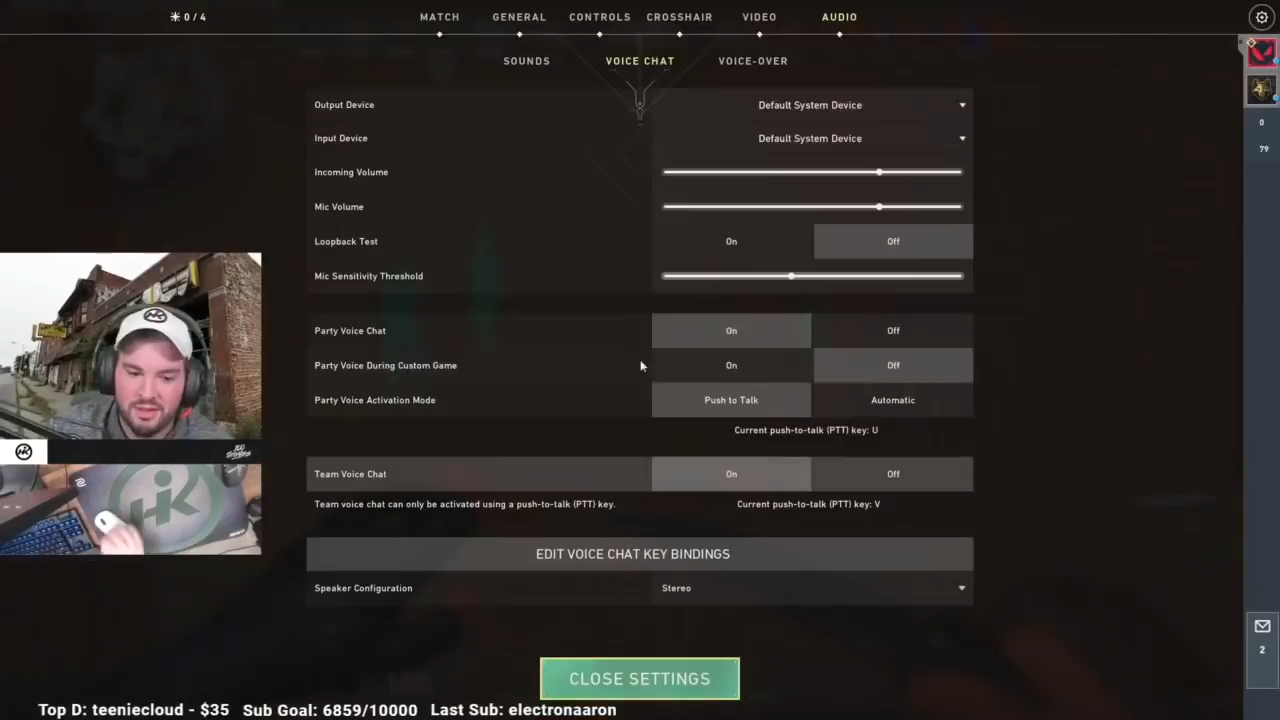 0 / 4
MATCH GENERAL CONTROLS CROSSHAIR VIDEO AUDIO
SOUNDS VOICE CHAT VOICE-OVER
Output Device Default System Device
Input Device Default System Device
0
79
Incoming Volume
Mic Volume
Loopback Test On Off
Mic Sensitivity Threshold
Party Voice Chat On Off
Party Voice During Custom Game On Off
Party Voice Activation Mode Push to Talk Automatic
Current push-to-talk (PTT) key: U
Team Voice Chat On Off
Team voice chat can only be activated using a push-to-talk (PTT) key. Current push-to-talk (PTT) key: V
EDIT VOICE CHAT KEY BINDINGS
Speaker Configuration Stereo
2
CLOSE SETTINGS
Top D: teeniecloud - $35 Sub Goal: 6859/10000 Last Sub: electronaaron